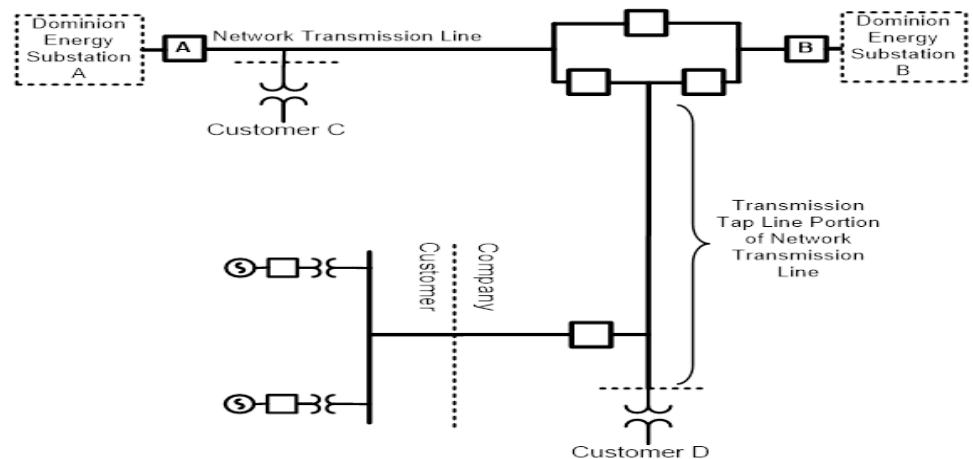 Dominion
Energy
Substation
A
A
Network Transmission Line
B
Dominion
Energy
Substation
B
Customer C
Transmission
Tap Line Portion
of Network
Transmission
Line
Customer
Company
S
S
Customer D